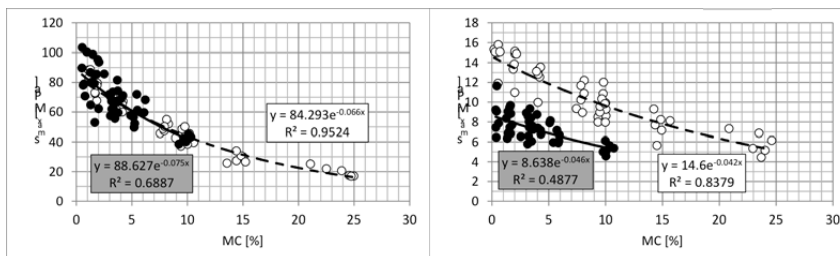 120
100
80
60
40
20
0
0 5 10 15 20 25 30
MC [%]
y = 84.293e-0.066x
R² = 0.9524
y = 88.627e-0.075x
R² = 0.6887
18
16
14
12
10
8
6
4
2
0
0 5 10 15 20 25 30
MC [%]
y = 8.638e-0.046x
R² = 0.4877
y = 14.6e-0.042x
R² = 0.8379